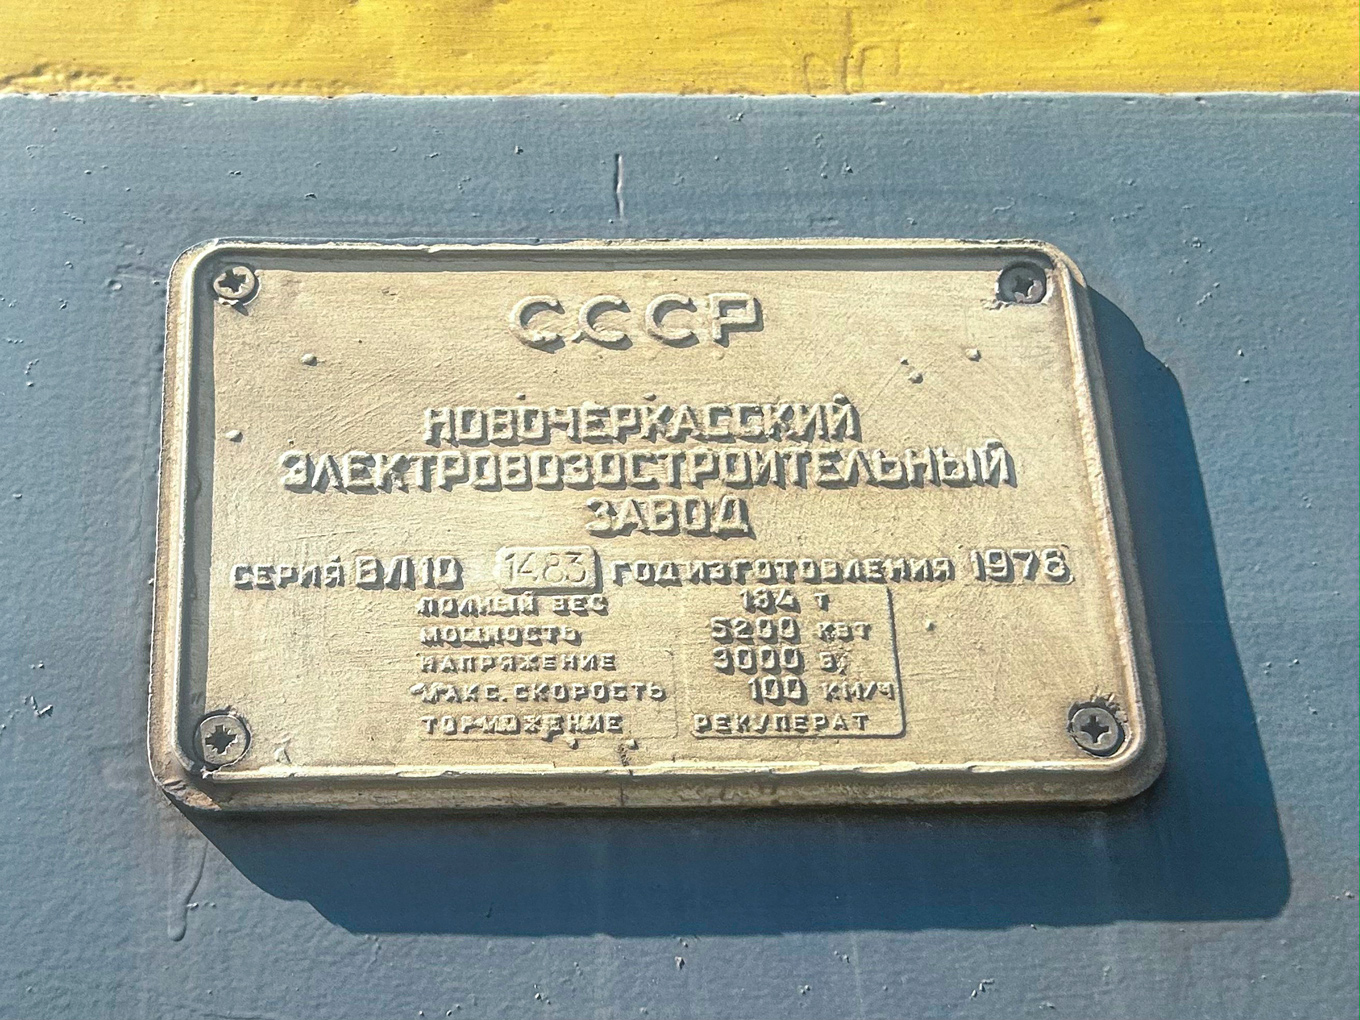 СССР
НОВОЧЕРКАССКИЙ
ЭЛЕКТРОВОЗОСТРОИТЕЛЬНЫЙ
ЗАВОД
СЕРИЯ ВЛ10 1483 ГОД ИЗГОТОВЛЕНИЯ 1976
ПОЛНЫЙ ВЕС 184 Т
МОЩНОСТЬ 5200 КВТ
НАПРЯЖЕНИЕ 3000 В
МАКС. СКОРОСТЬ 100 КМ/Ч
ТОРМОЖЕНИЕ РЕКУПЕРАТ